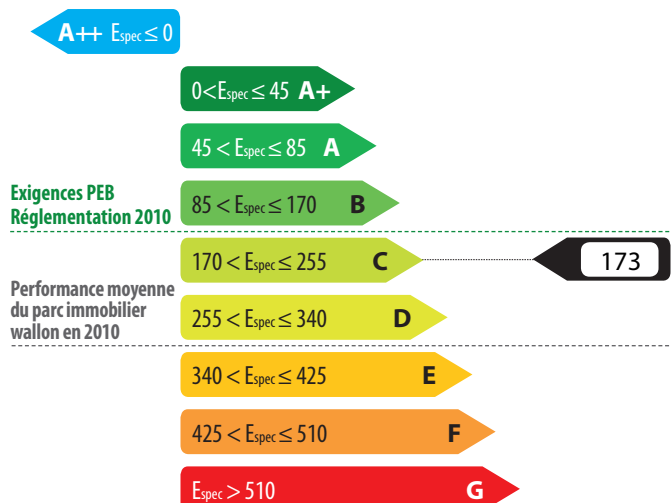 A++ Espec ≤ 0
0<Espec ≤ 45 A+
45 < Espec ≤ 85 A
Exigences PEB
Réglementation 2010
85 < Espec ≤ 170 B
170 < Espec ≤ 255 C
173
Performance moyenne
du parc immobilier
wallon en 2010
255 < Espec ≤ 340 D
340 < Espec ≤ 425 E
425 < Espec ≤ 510 F
Espec > 510 G